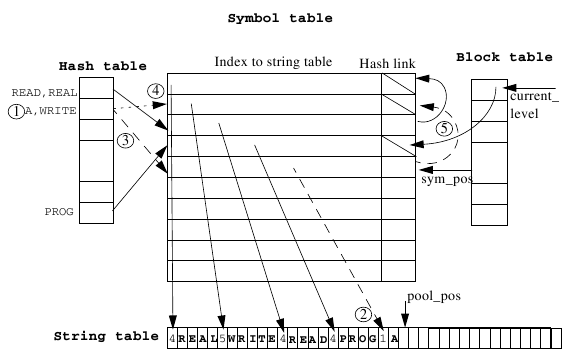 Symbol table
Hash table
Index to string table
Hash link
Block table
READ,REAL
4
1 A,WRITE
current_
level
3
5
sym_pos
PROG
pool_pos
2
String table
4REAL5WRITE4READ4PROG1A